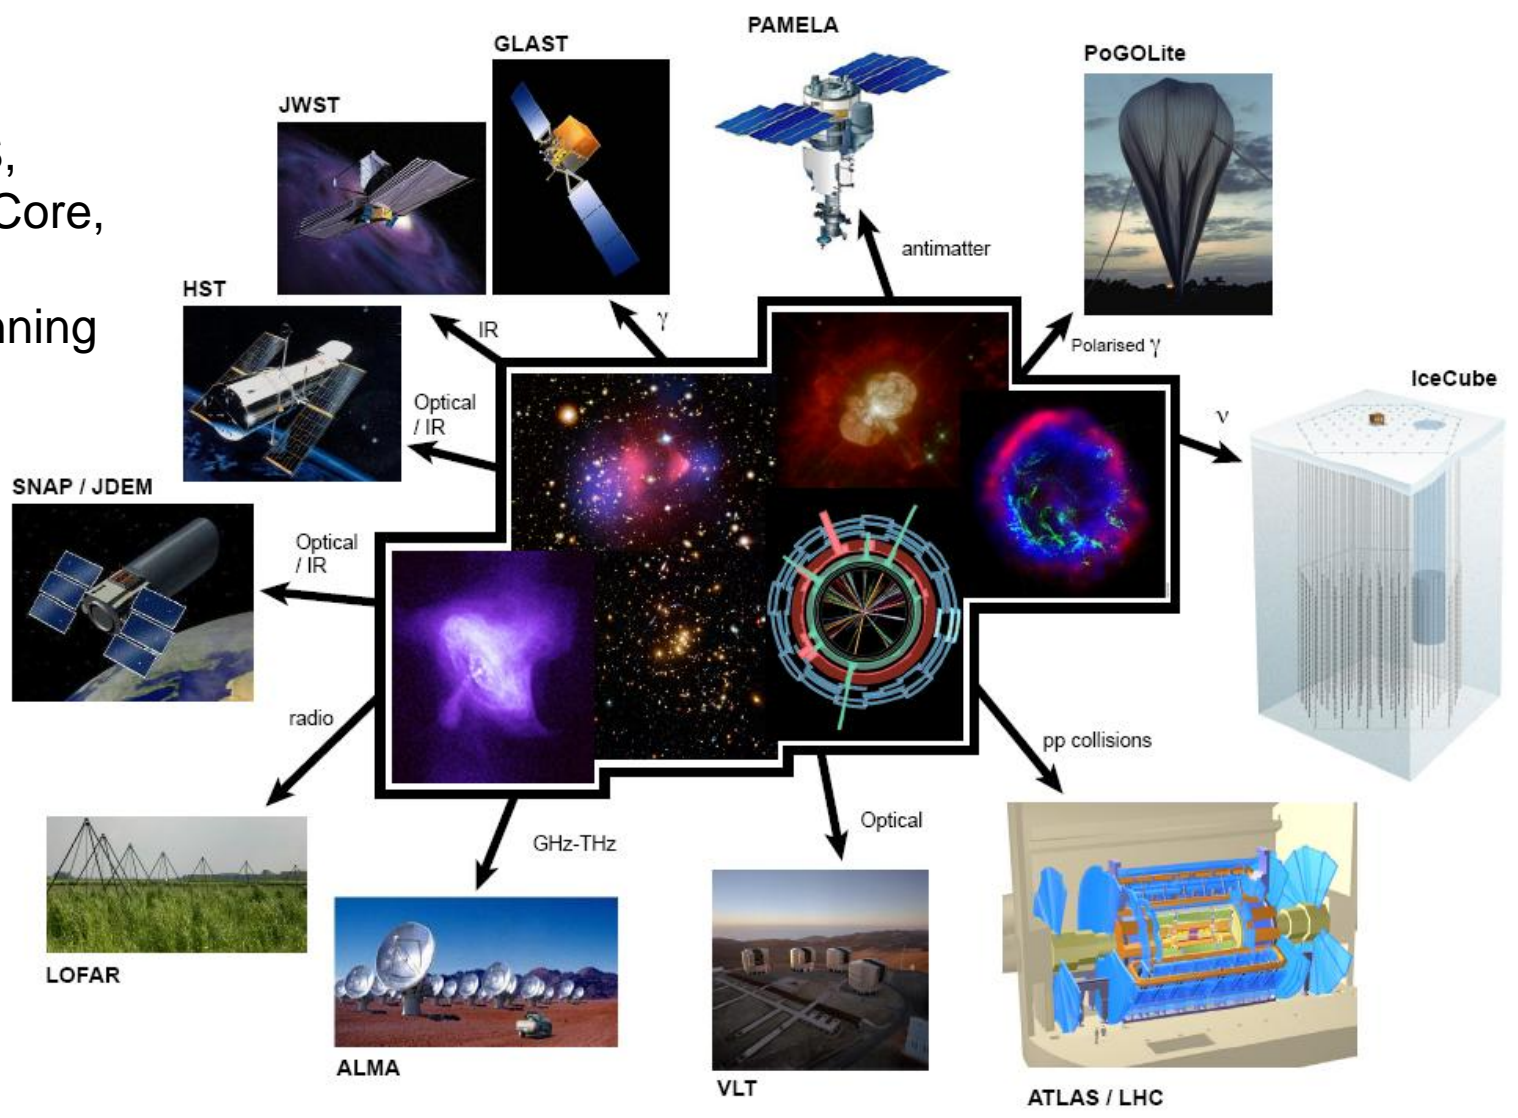 PAMELA
GLAST
PoGOLite
JWST
Core,
antimatter
HST
nning
IR
γ
Polarised γ
IceCube
Optical
/ IR
ν
SNAP / JDEM
Optical
/ IR
radio
pp collisions
Optical
GHz-THz
LOFAR
ALMA
VLT
ATLAS / LHC